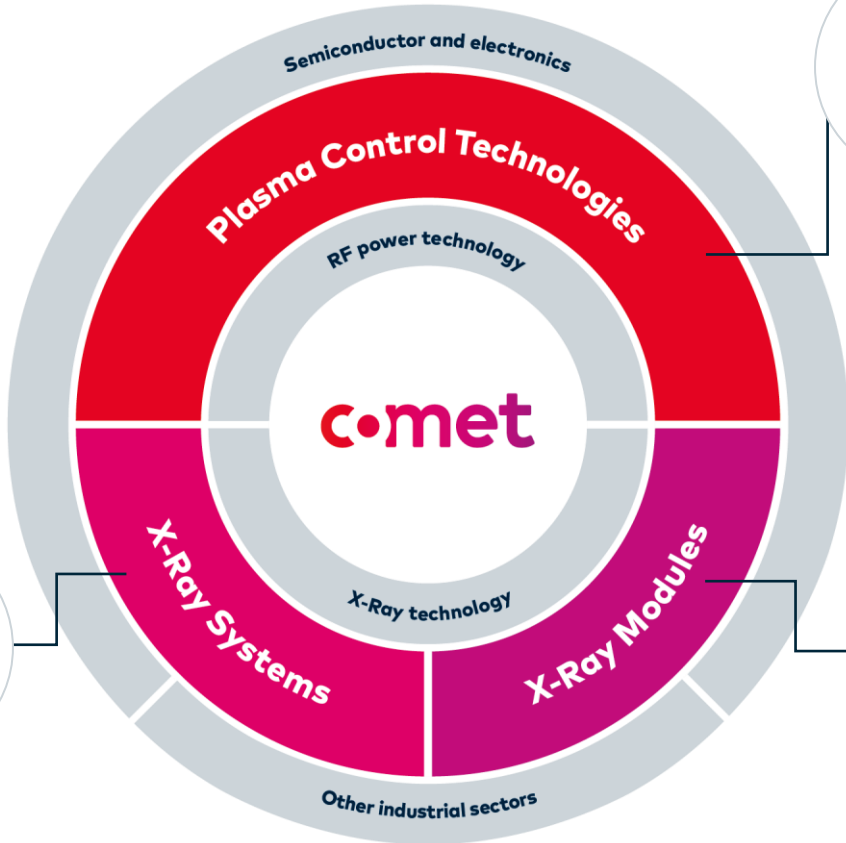 Semiconductor and electronics
Plasma Control Technologies
RF power technology
comet
X-Ray technology
X-Ray Systems
X-Ray Modules
Other industrial sectors